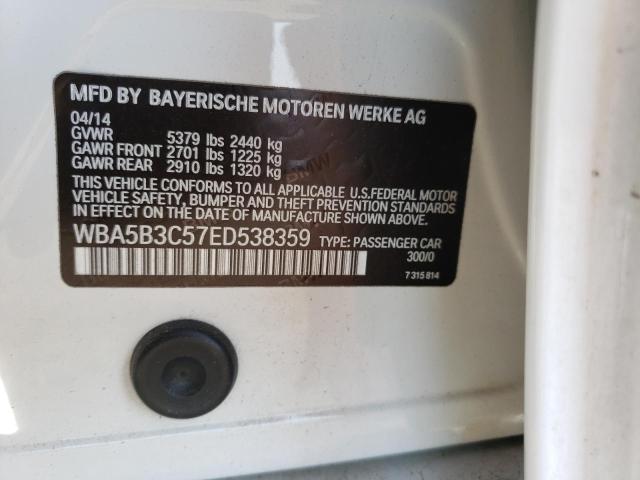 MFD BY BAYERISCHE MOTOREN WERKE AG
04/14
GVWR 5379 lbs 2440 kg
GAWR FRONT 2701 lbs 1225 kg
GAWR REAR 2910 lbs 1320 kg
THIS VEHICLE CONFORMS TO ALL APPLICABLE U.S.FEDERAL MOTOR
VEHICLE SAFETY, BUMPER AND THEFT PREVENTION STANDARDS
IN EFFECT ON THE DATE OF MANUFACTURE SHOWN ABOVE.
WBA5B3C57ED538359 TYPE: PASSENGER CAR
300/0
7 315 814
BMW